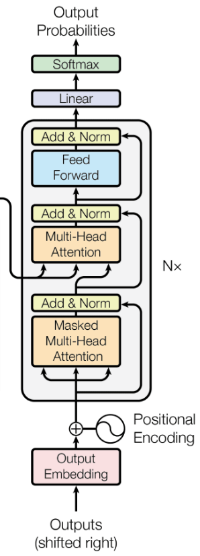 Output
Probabilities
Softmax
Linear
Add & Norm
Feed
Forward
Add & Norm
Multi-Head
Attention
N×
Add & Norm
Masked
Multi-Head
Attention
Positional
Encoding
Output
Embedding
Outputs
(shifted right)